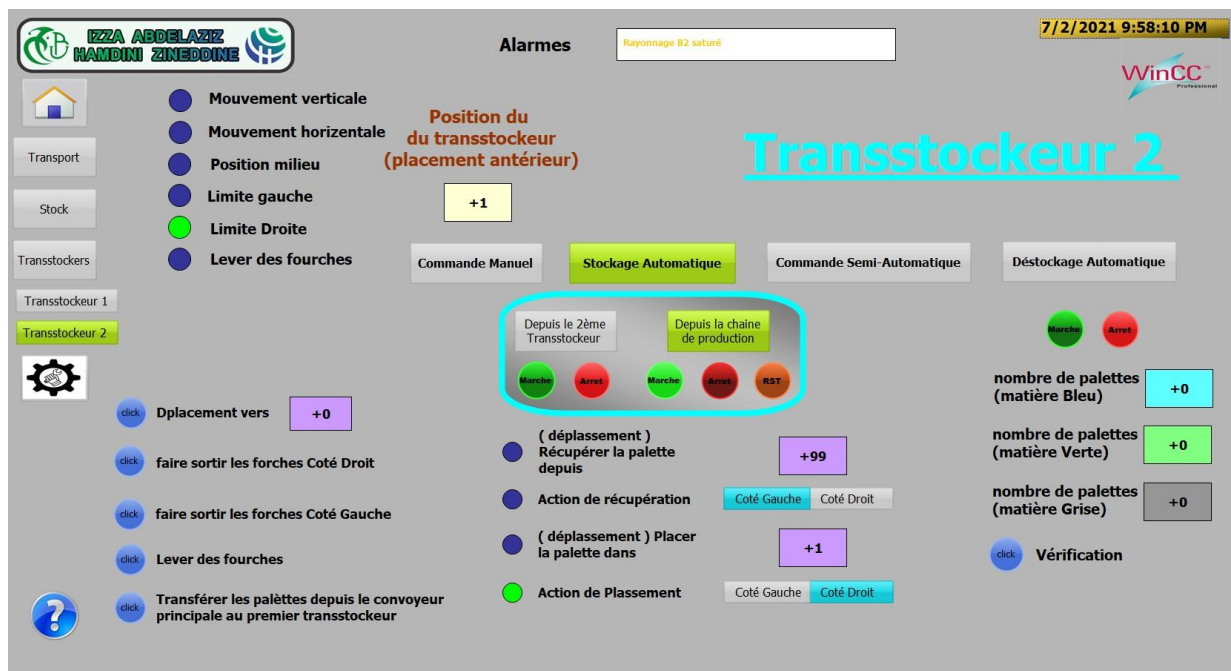 IZZA ABDELAZIZ
HAMDINI ZINEDDINE
Alarmes
Rayonnage B2 saturé
7/2/2021 9:58:10 PM
WinCC
Professional
Transport
Stock
Transstockers
Transstockeur 1
Transstockeur 2
Mouvement verticale
Mouvement horizentale
Position milieu
Limite gauche
Limite Droite
Lever des fourches
Position du
du transstockeur
(placement antérieur)
+1
Transstockeur 2
Commande Manuel
Stockage Automatique
Commande Semi-Automatique
Déstockage Automatique
Depuis le 2ème
Transstockeur
Depuis la chaine
de production
Marche
Arret
Marche
Arret
RST
Marche
Arret
click
Dplacement vers
+0
click
faire sortir les forches Coté Droit
click
faire sortir les forches Coté Gauche
click
Lever des fourches
click
Transférer les palèttes depuis le convoyeur
principale au premier transstockeur
( déplassement )
Récupérer la palette
depuis
+99
Action de récupération
Coté Gauche
Coté Droit
( déplassement ) Placer
la palette dans
+1
Action de Plassement
Coté Gauche
Coté Droit
nombre de palettes
(matière Bleu)
+0
nombre de palettes
(matière Verte)
+0
nombre de palettes
(matière Grise)
+0
click
Vérification
?